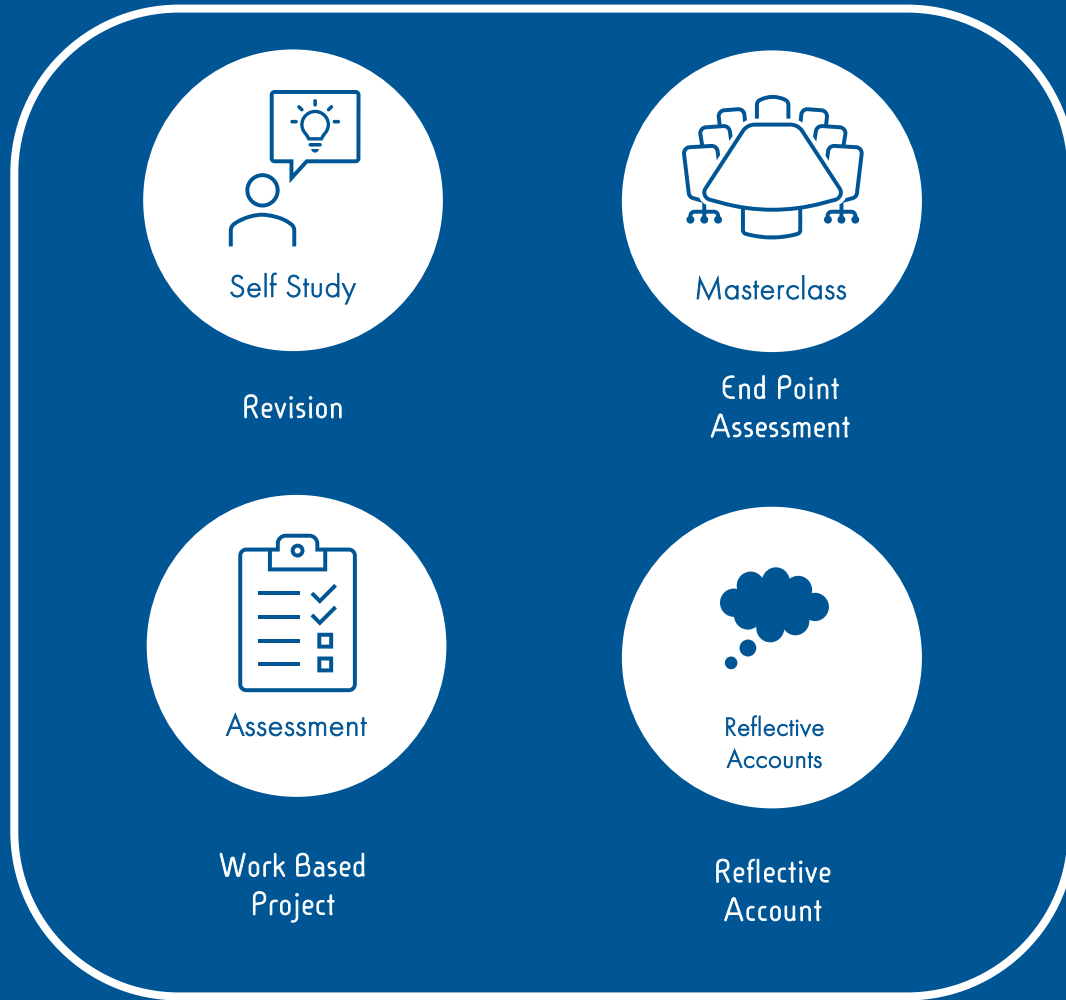 Self Study
Revision
Masterclass
End Point
Assessment
Assessment
Work Based
Project
Reflective
Accounts
Reflective
Account